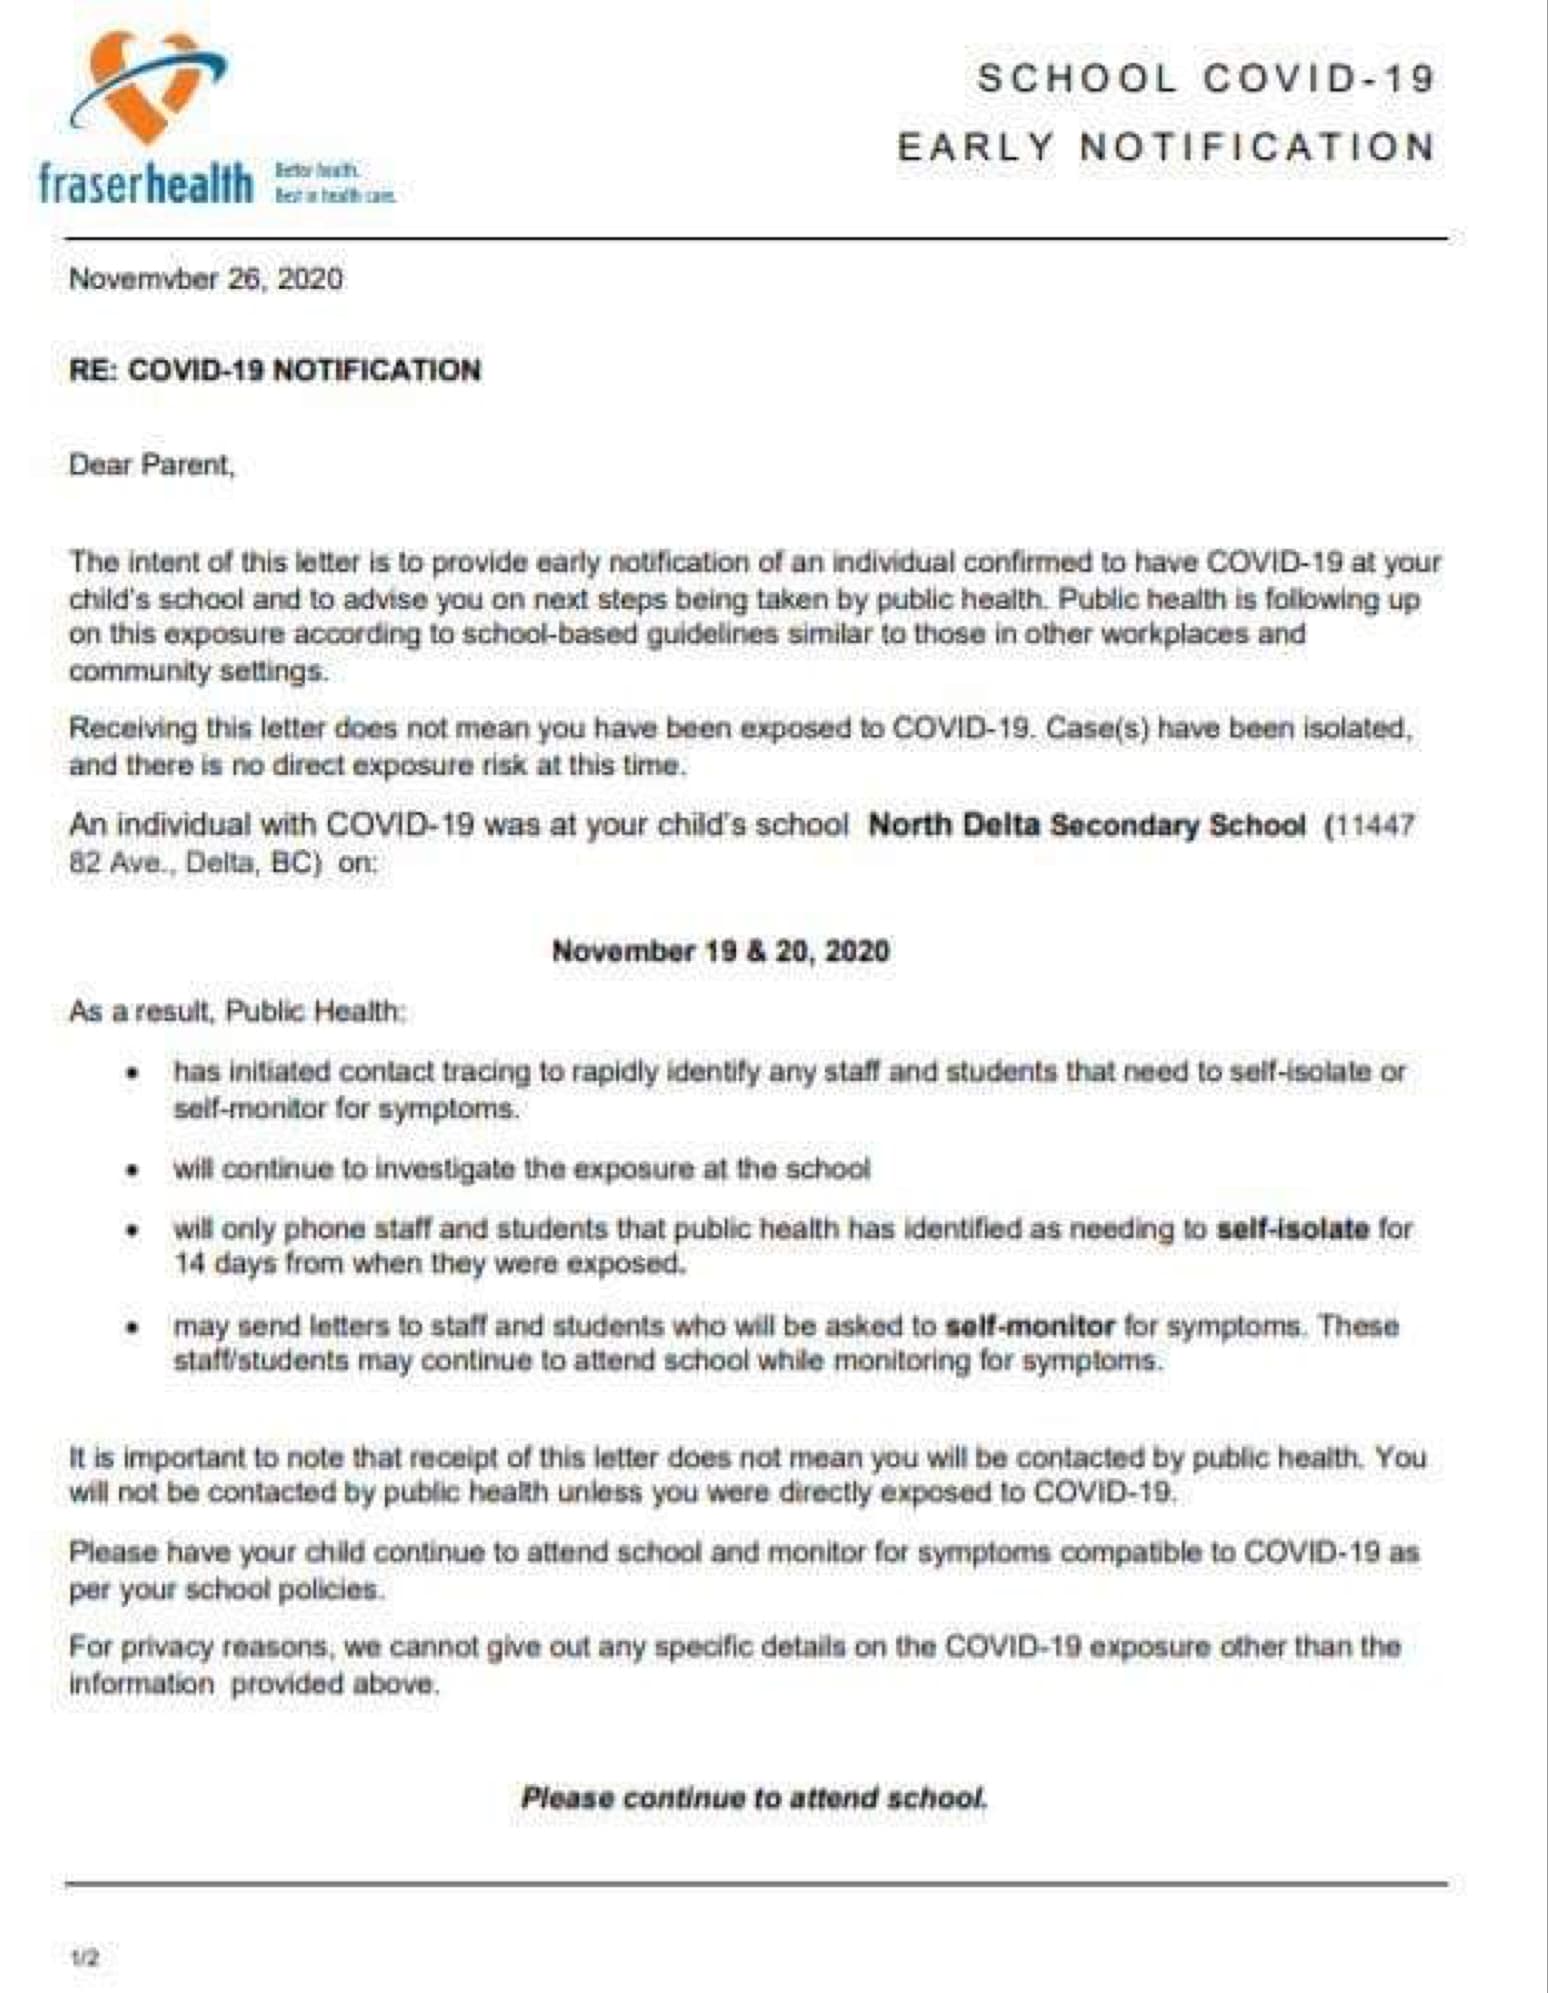 SCHOOL COVID-19
EARLY NOTIFICATION
fraserhealth
Better health.
Best in health care.
Novemvber 26, 2020
RE: COVID-19 NOTIFICATION
Dear Parent,
The intent of this letter is to provide early notification of an individual confirmed to have COVID-19 at your
child's school and to advise you on next steps being taken by public health. Public health is following up
on this exposure according to school-based guidelines similar to those in other workplaces and
community settings.
Receiving this letter does not mean you have been exposed to COVID-19. Case(s) have been isolated,
and there is no direct exposure risk at this time.
An individual with COVID-19 was at your child's school North Delta Secondary School (11447
82 Ave., Delta, BC) on:
November 19 & 20, 2020
As a result, Public Health:
• has initiated contact tracing to rapidly identify any staff and students that need to self-isolate or
self-monitor for symptoms.
• will continue to investigate the exposure at the school
• will only phone staff and students that public health has identified as needing to self-isolate for
14 days from when they were exposed.
• may send letters to staff and students who will be asked to self-monitor for symptoms. These
staff/students may continue to attend school while monitoring for symptoms.
It is important to note that receipt of this letter does not mean you will be contacted by public health. You
will not be contacted by public health unless you were directly exposed to COVID-19.
Please have your child continue to attend school and monitor for symptoms compatible to COVID-19 as
per your school policies.
For privacy reasons, we cannot give out any specific details on the COVID-19 exposure other than the
information provided above.
Please continue to attend school.
1/2